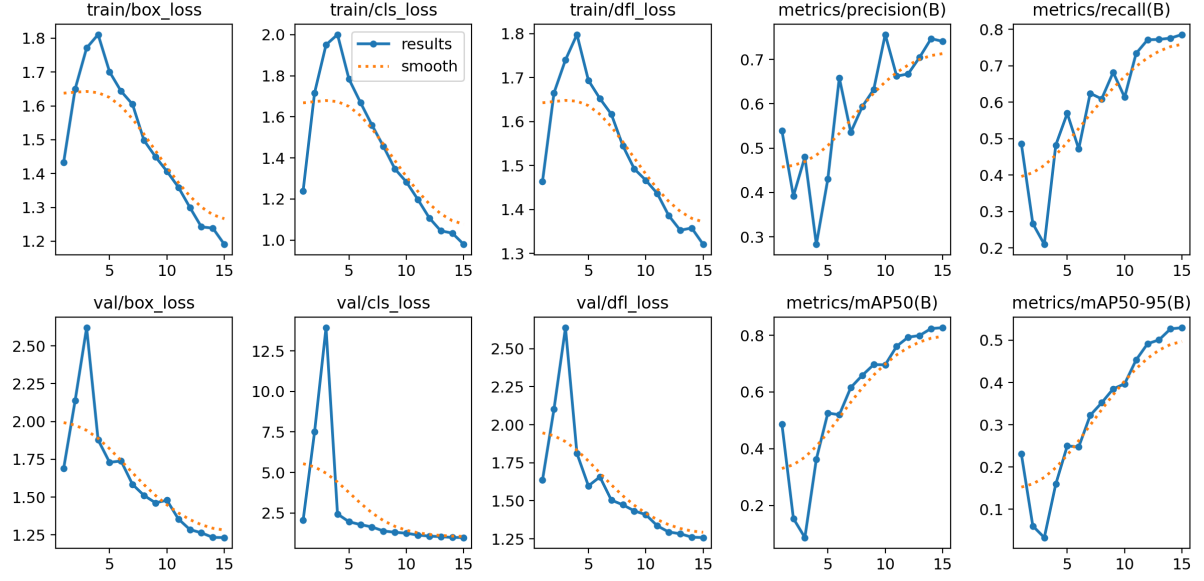 train/box_loss
1.8
1.7
1.6
1.5
1.4
1.3
1.2
5 10 15
train/cls_loss
results
smooth
2.0
1.8
1.6
1.4
1.2
1.0
5 10 15
train/dfl_loss
1.8
1.7
1.6
1.5
1.4
1.3
5 10 15
metrics/precision(B)
0.7
0.6
0.5
0.4
0.3
5 10 15
metrics/recall(B)
0.8
0.7
0.6
0.5
0.4
0.3
0.2
5 10 15
val/box_loss
2.50
2.25
2.00
1.75
1.50
1.25
5 10 15
val/cls_loss
12.5
10.0
7.5
5.0
2.5
5 10 15
val/dfl_loss
2.50
2.25
2.00
1.75
1.50
1.25
5 10 15
metrics/mAP50(B)
0.8
0.6
0.4
0.2
5 10 15
metrics/mAP50-95(B)
0.5
0.4
0.3
0.2
0.1
5 10 15